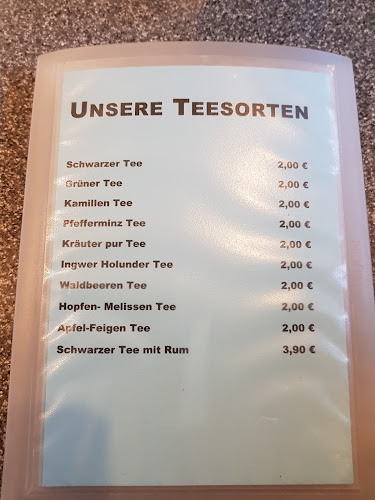 UNSERE TEESORTEN
Schwarzer Tee 2,00 €
Grüner Tee 2,00 €
Kamillen Tee 2,00 €
Pfefferminz Tee 2,00 €
Kräuter pur Tee 2,00 €
Ingwer Holunder Tee 2,00 €
Waldbeeren Tee 2,00 €
Hopfen- Melissen Tee 2,00 €
Apfel-Feigen Tee 2,00 €
Schwarzer Tee mit Rum 3,90 €